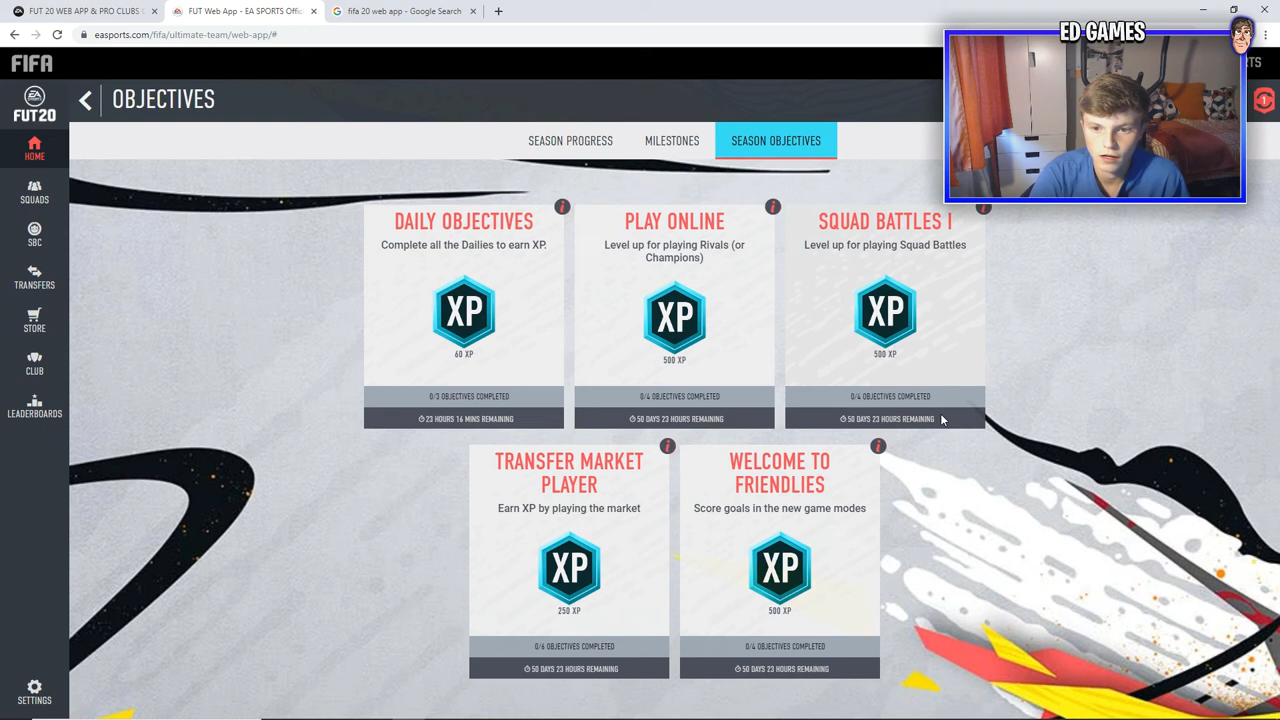 FUT 20 WEB APP & PRO CLUBS
FUT Web App - EA SPORTS Offici
fifa 20 web app - Google Search
easports.com/fifa/ultimate-team/web-app/#
ED GAMES
FIFA
EA SPORTS
FUT20
OBJECTIVES
1
HOME
SQUADS
SBC
TRANSFERS
STORE
CLUB
LEADERBOARDS
SETTINGS
SEASON PROGRESS
MILESTONES
SEASON OBJECTIVES
DAILY OBJECTIVES
Complete all the Dailies to earn XP.
XP
60 XP
0/3 OBJECTIVES COMPLETED
23 HOURS 16 MINS REMAINING
PLAY ONLINE
Level up for playing Rivals (or
Champions)
XP
500 XP
0/4 OBJECTIVES COMPLETED
50 DAYS 23 HOURS REMAINING
SQUAD BATTLES I
Level up for playing Squad Battles
XP
500 XP
0/4 OBJECTIVES COMPLETED
50 DAYS 23 HOURS REMAINING
TRANSFER MARKET
PLAYER
Earn XP by playing the market
XP
250 XP
0/6 OBJECTIVES COMPLETED
50 DAYS 23 HOURS REMAINING
WELCOME TO
FRIENDLIES
Score goals in the new game modes
XP
500 XP
0/4 OBJECTIVES COMPLETED
50 DAYS 23 HOURS REMAINING